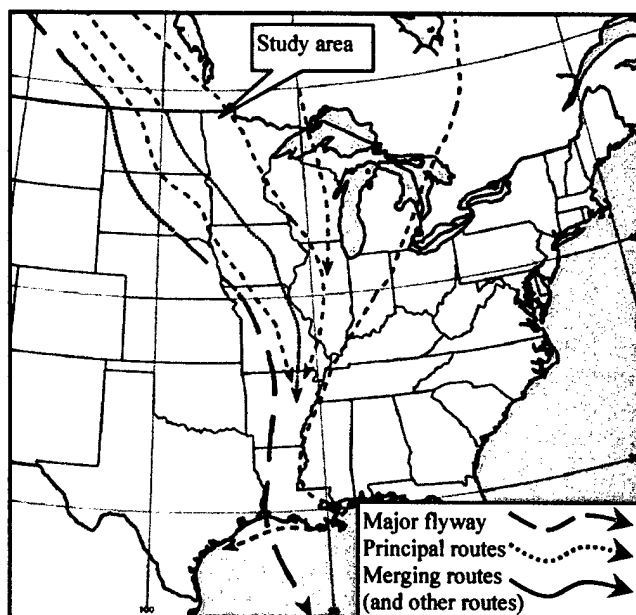 Study area
Major flyway
Principal routes
Merging routes
(and other routes)